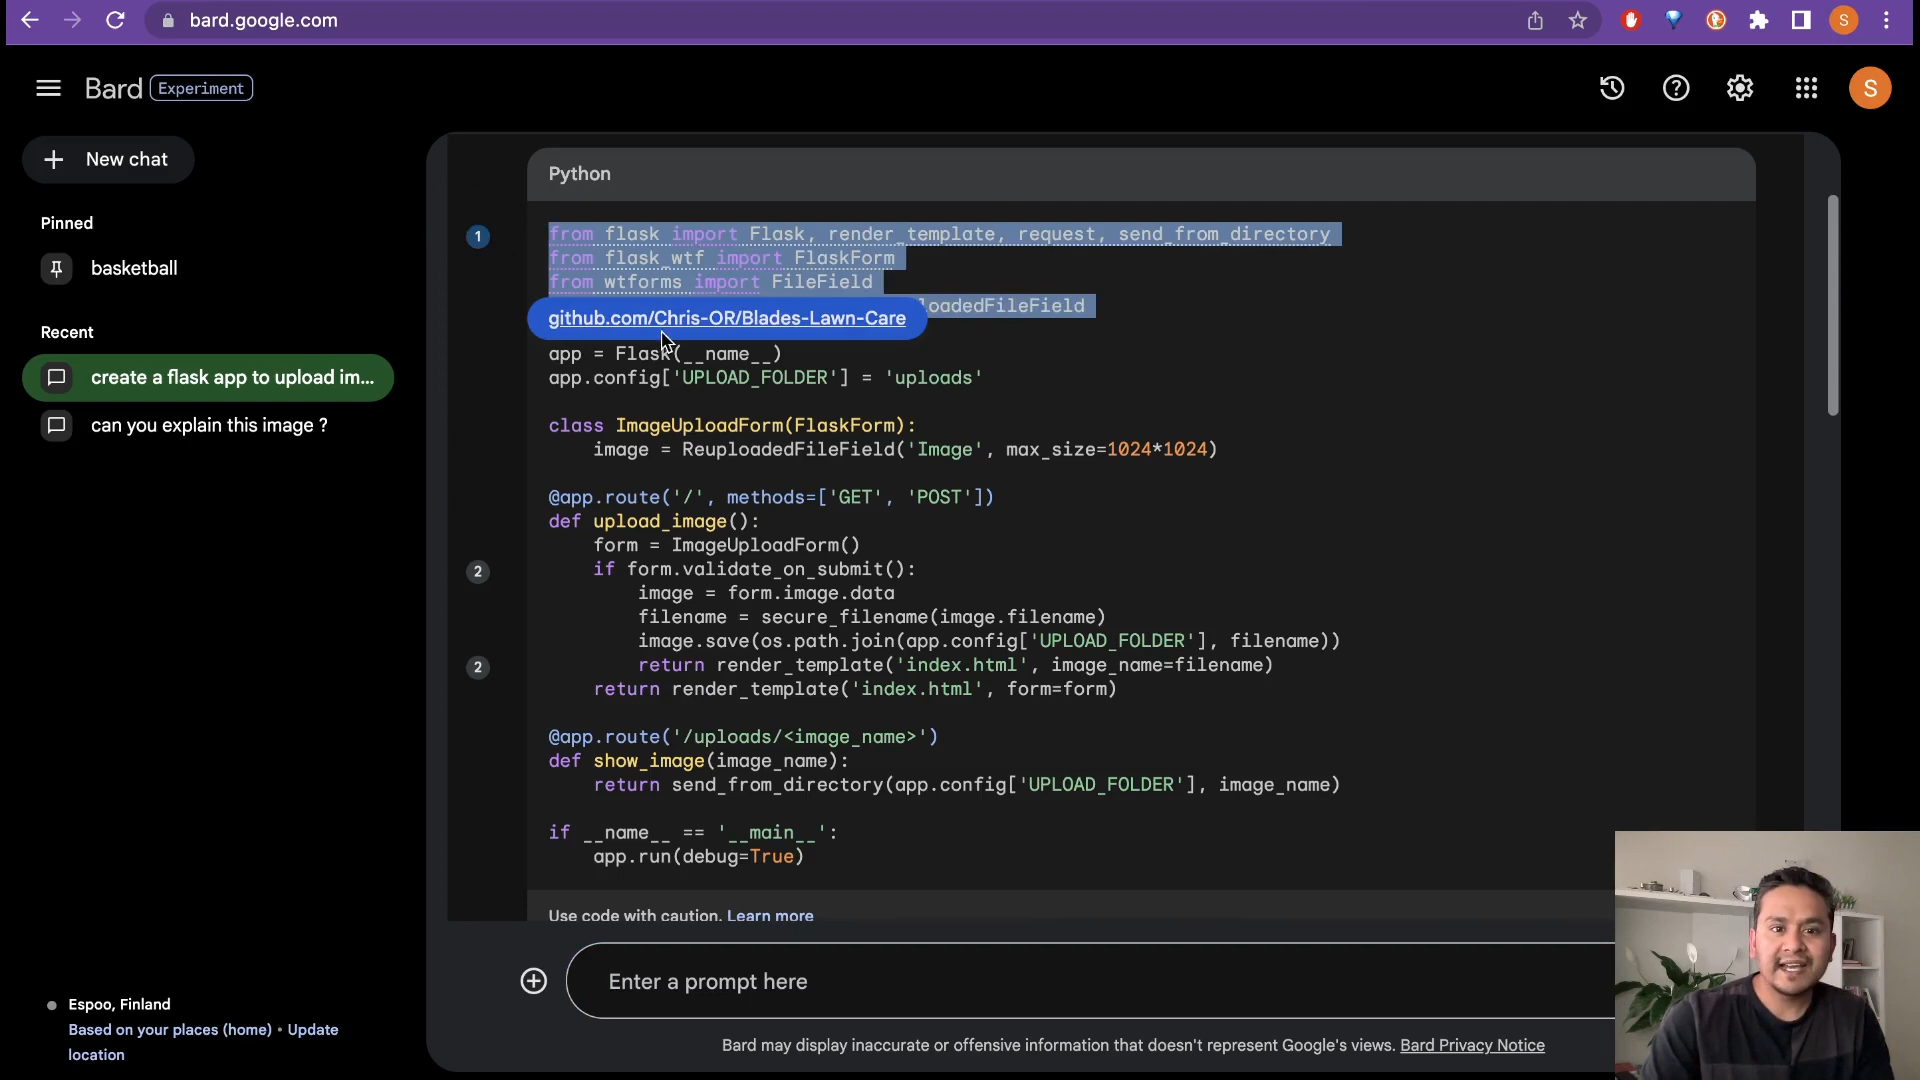 bard.google.com
S
Bard Experiment
S
New chat
Pinned
basketball
Recent
create a flask app to upload im...
can you explain this image ?
Espoo, Finland
Based on your places (home) • Update
location
Python
1
from flask import Flask, render_template, request, send_from_directory
from flask_wtf import FlaskForm
from wtforms import FileField
loadedFileField
github.com/Chris-OR/Blades-Lawn-Care
app = Flask(__name__)
app.config['UPLOAD_FOLDER'] = 'uploads'
class ImageUploadForm(FlaskForm):
image = ReuploadedFileField('Image', max_size=1024*1024)
@app.route('/', methods=['GET', 'POST'])
def upload_image():
form = ImageUploadForm()
2
if form.validate_on_submit():
image = form.image.data
filename = secure_filename(image.filename)
image.save(os.path.join(app.config['UPLOAD_FOLDER'], filename))
2
return render_template('index.html', image_name=filename)
return render_template('index.html', form=form)
@app.route('/uploads/<image_name>')
def show_image(image_name):
return send_from_directory(app.config['UPLOAD_FOLDER'], image_name)
if __name__ == '__main__':
app.run(debug=True)
Use code with caution. Learn more
Enter a prompt here
Bard may display inaccurate or offensive information that doesn't represent Google's views. Bard Privacy Notice